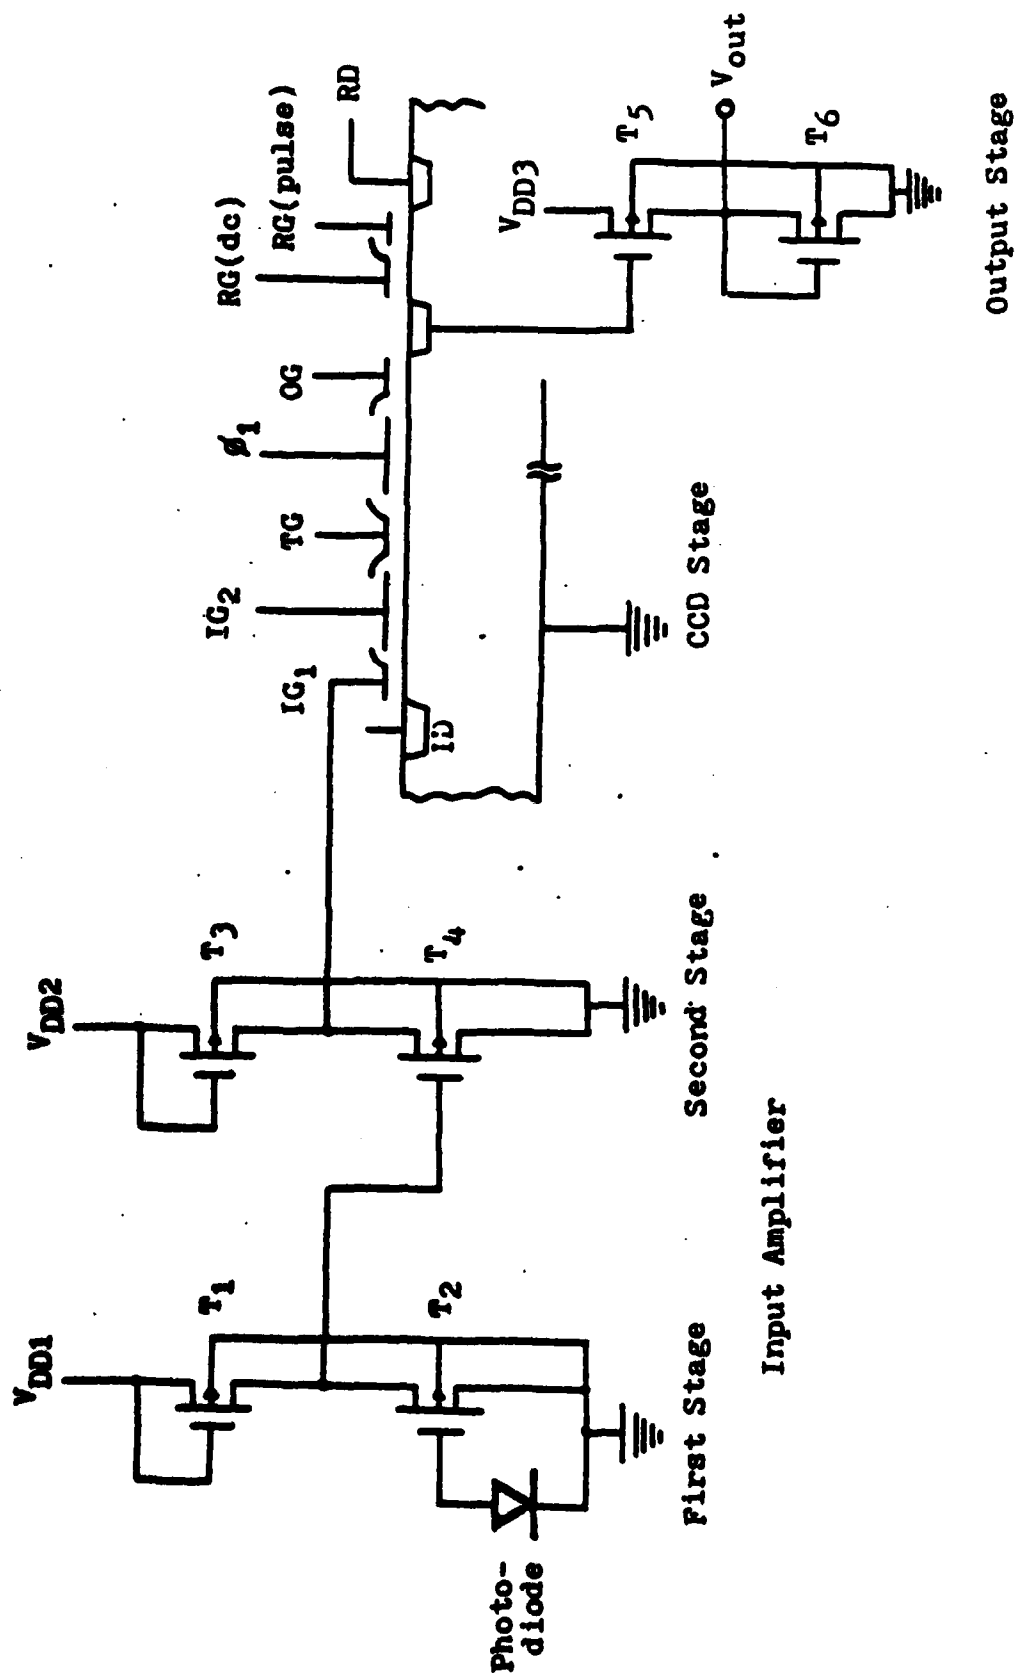 V_DD1
T_1
T_2
Photo-
diode
First Stage
V_DD2
T_3
T_4
Second Stage
Input Amplifier
IG_1
ID
IG_2
TG
ø_1
OG
RG(dc)
RG(pulse)
RD
CCD Stage
V_DD3
T_5
V_out
T_6
Output Stage